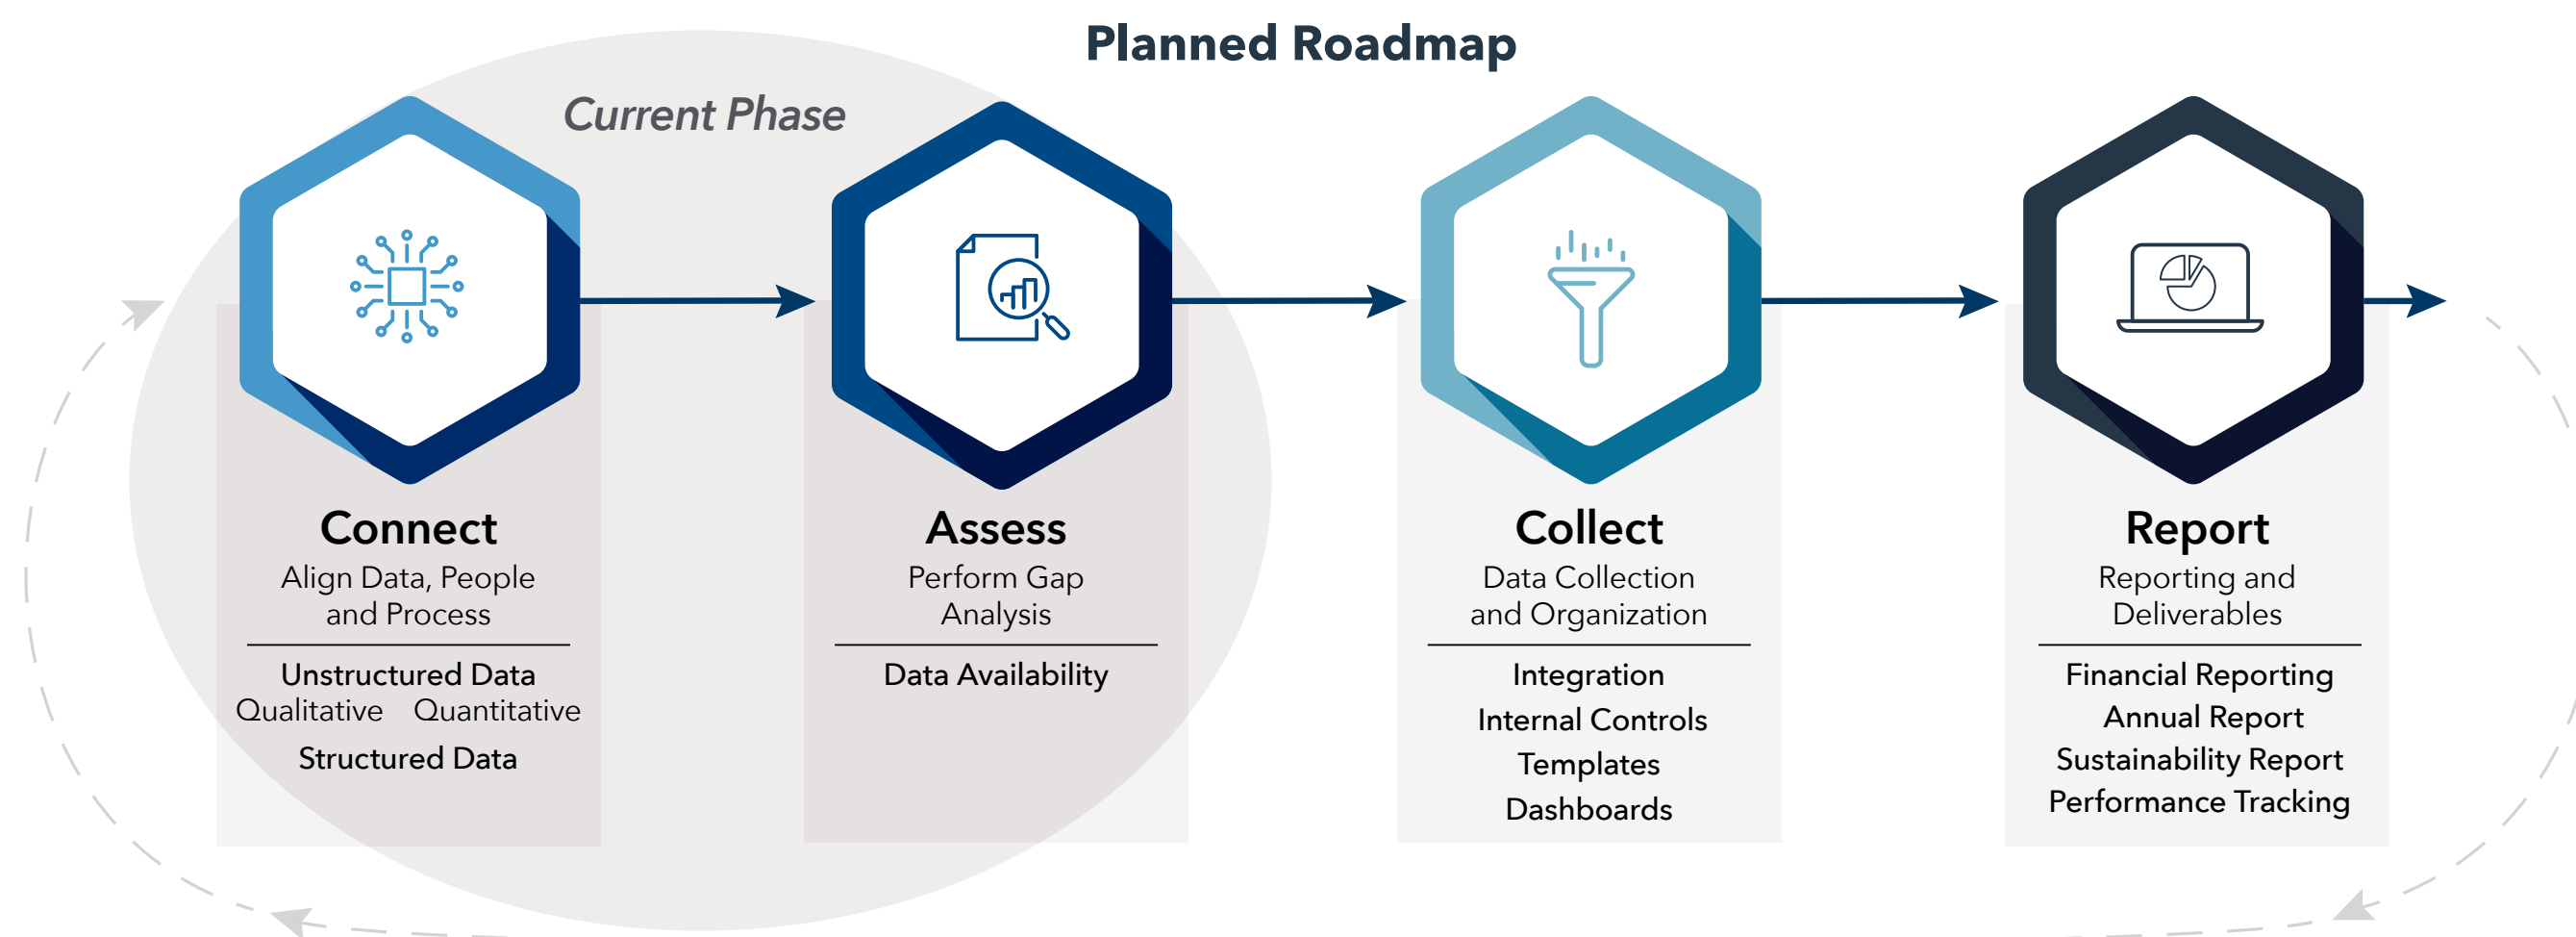 Planned Roadmap
Current Phase
Connect
Align Data, People
and Process
Unstructured Data
Qualitative Quantitative
Structured Data
Assess
Perform Gap
Analysis
Data Availability
Collect
Data Collection
and Organization
Integration
Internal Controls
Templates
Dashboards
Report
Reporting and
Deliverables
Financial Reporting
Annual Report
Sustainability Report
Performance Tracking